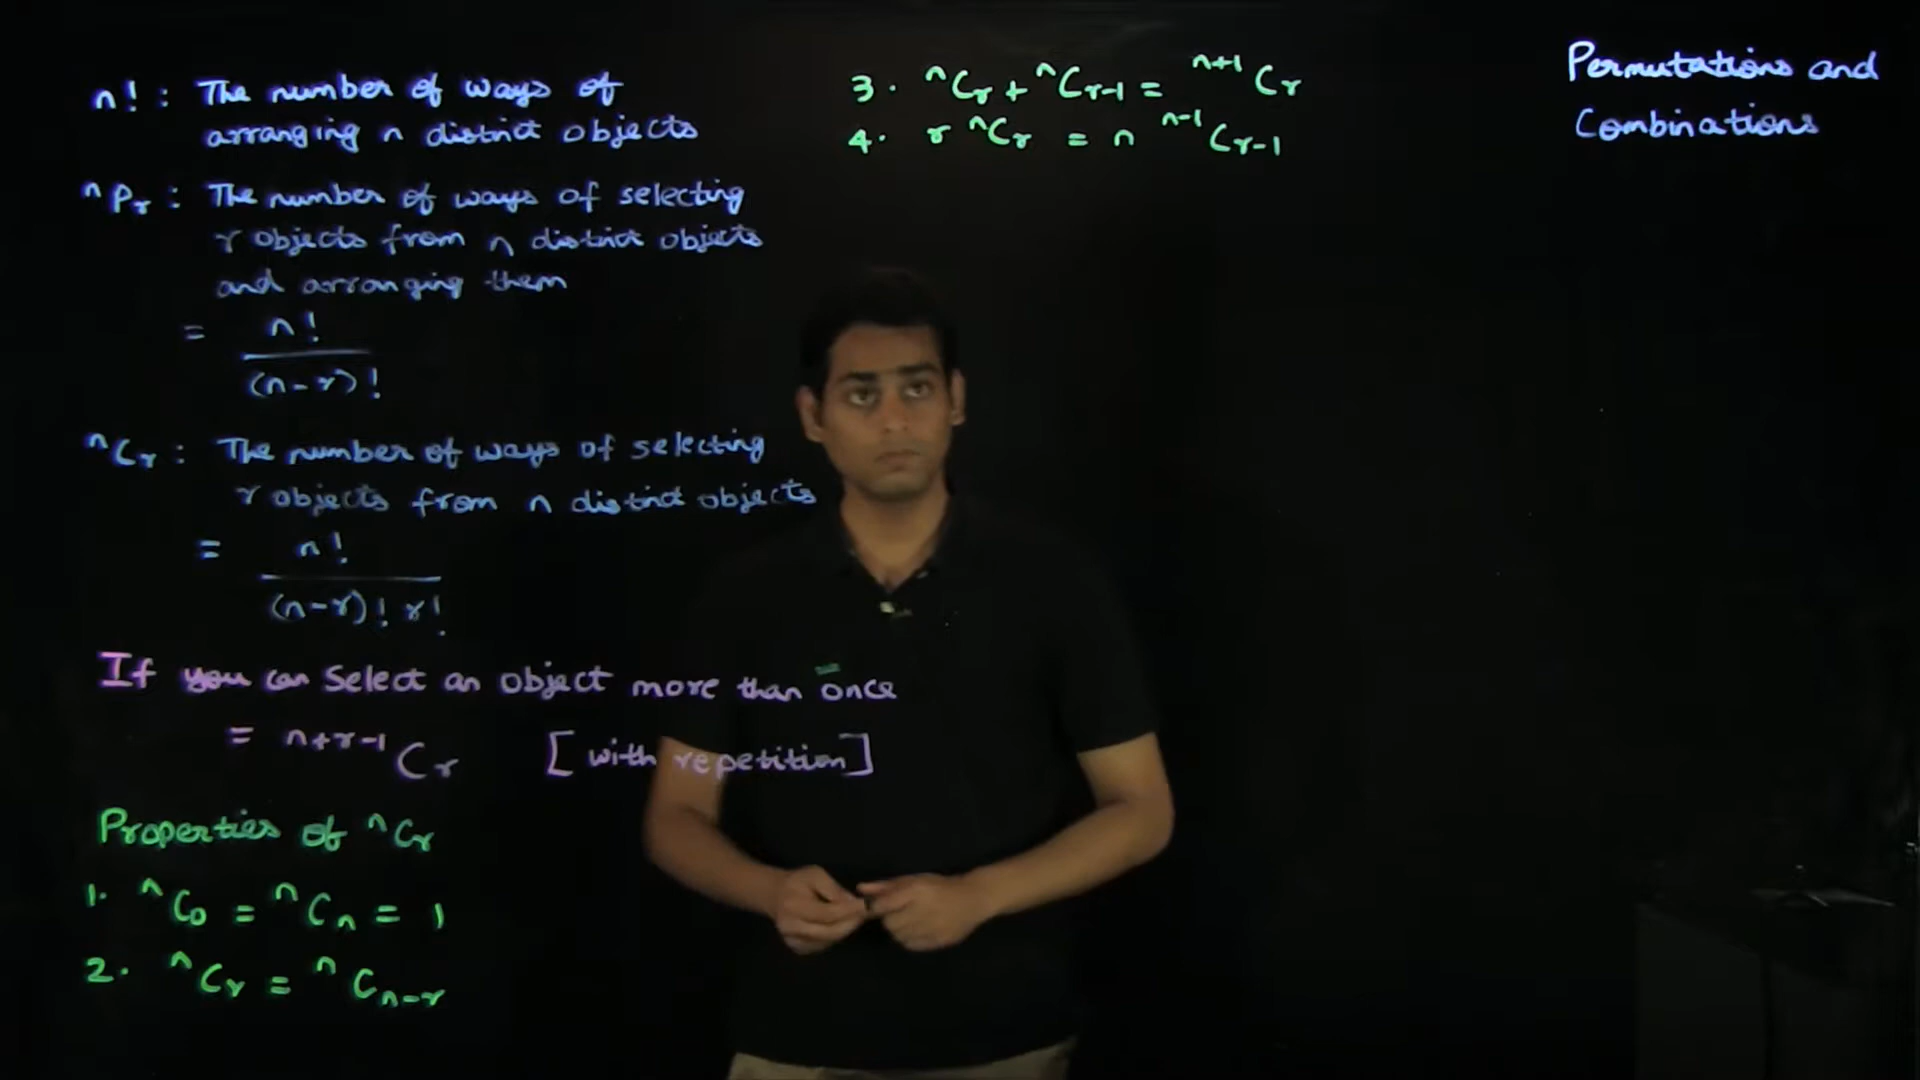 Permutations and
Combinations
n! : The number of ways of
arranging n distinct objects
ⁿPᵣ : The number of ways of selecting
r objects from n distinct objects
and arranging them
= n!
(n-r)!
ⁿCᵣ : The number of ways of selecting
r objects from n distinct objects
= n!
(n-r)! r!
If you can select an object more than once
= ⁿ⁺ʳ⁻¹Cᵣ [with repetition]
Properties of ⁿCᵣ
1. ⁿC₀ = ⁿCₙ = 1
2. ⁿCᵣ = ⁿCₙ₋ᵣ
3. ⁿCᵣ + ⁿCᵣ₋₁ = ⁿ⁺¹Cᵣ
4. r ⁿCᵣ = n ⁿ⁻¹Cᵣ₋₁